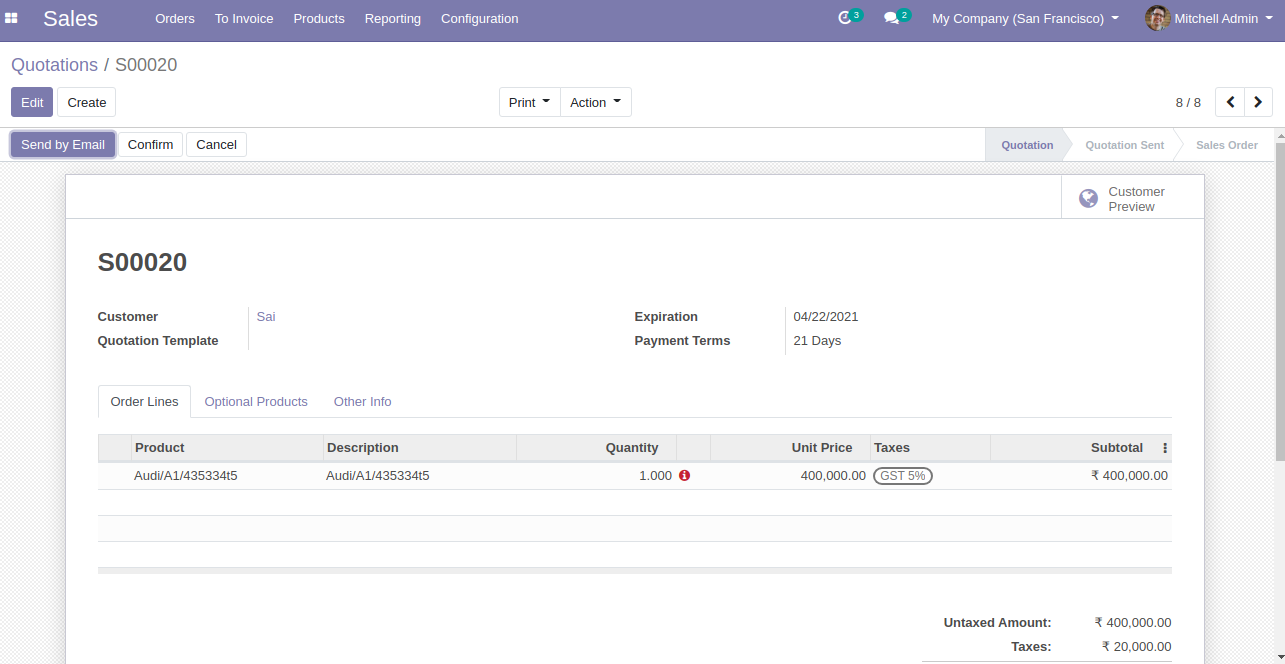 Sales Orders To Invoice Products Reporting Configuration 3 2 My Company (San Francisco) Mitchell Admin
Quotations / S00020
Edit Create Print Action 8 / 8
Send by Email Confirm Cancel Quotation Quotation Sent Sales Order
Customer
Preview
S00020
Customer Sai Expiration 04/22/2021
Quotation Template Payment Terms 21 Days
Order Lines Optional Products Other Info
Product Description Quantity Unit Price Taxes Subtotal
Audi/A1/435334t5 Audi/A1/435334t5 1.000 400,000.00 GST 5% ₹ 400,000.00
Untaxed Amount: ₹ 400,000.00
Taxes: ₹ 20,000.00